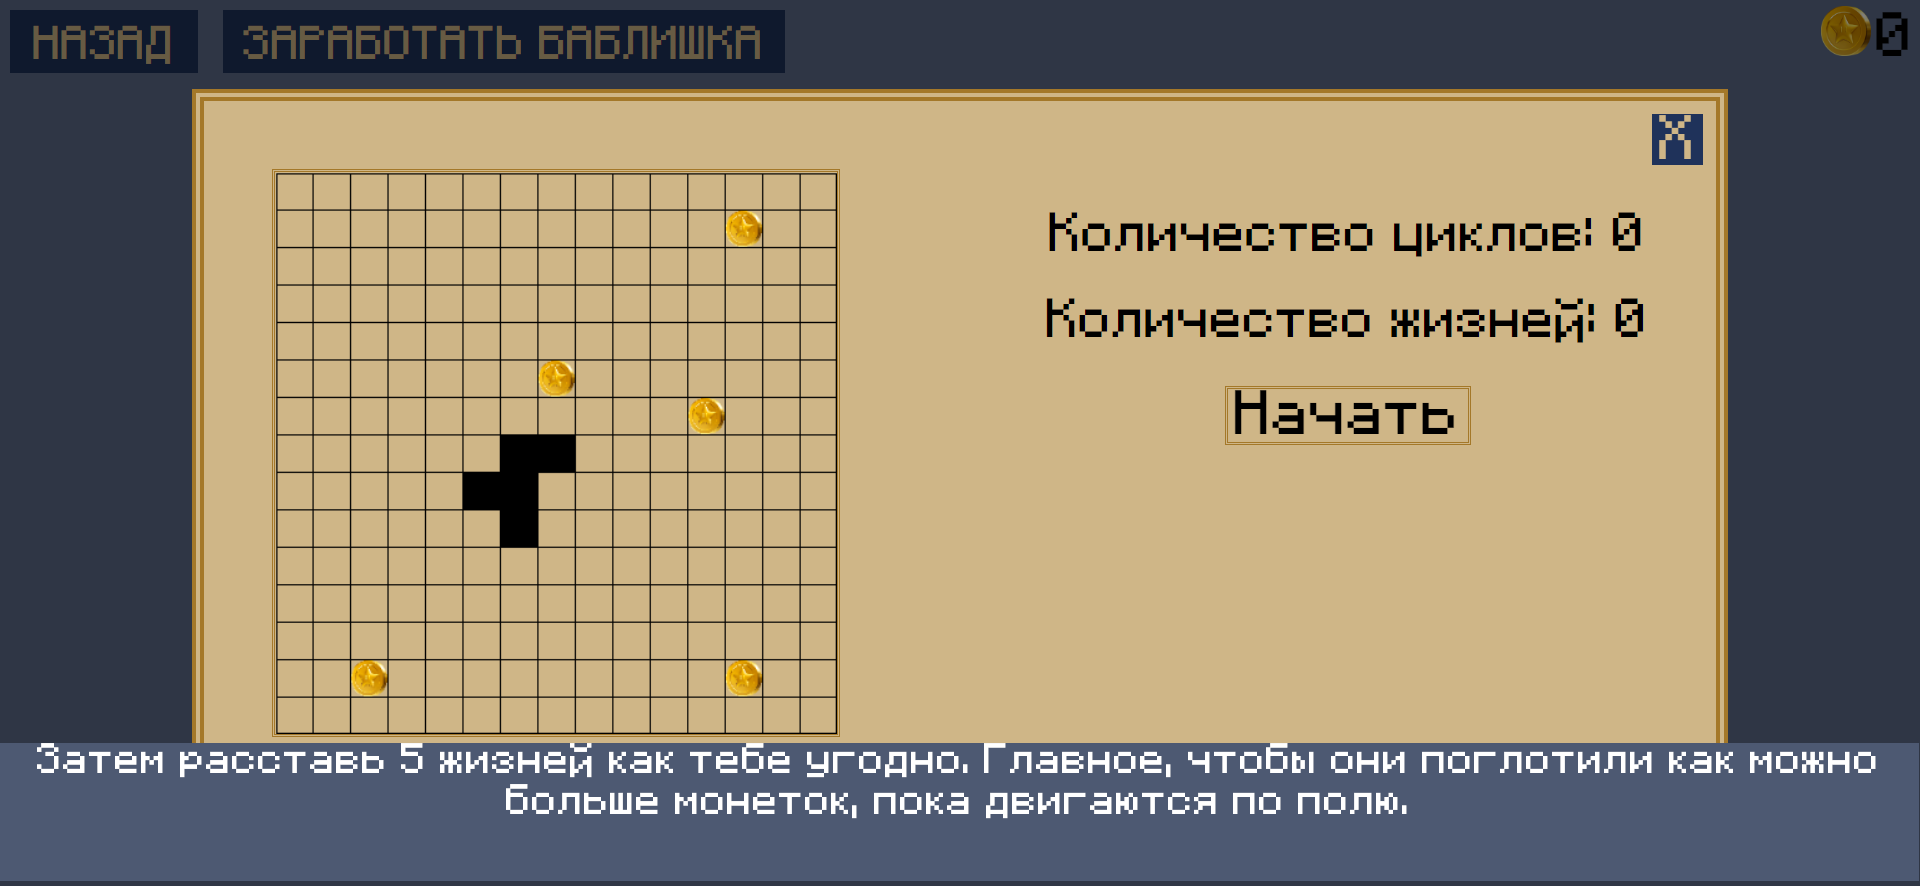 НАЗАД
ЗАРАБОТАТЬ БАБЛИШКА
0
X
Количество циклов: 0
Количество жизней: 0
Начать
Затем расставь 5 жизней как тебе угодно. Главное, чтобы они поглотили как можно
больше монеток, пока двигаются по полю.